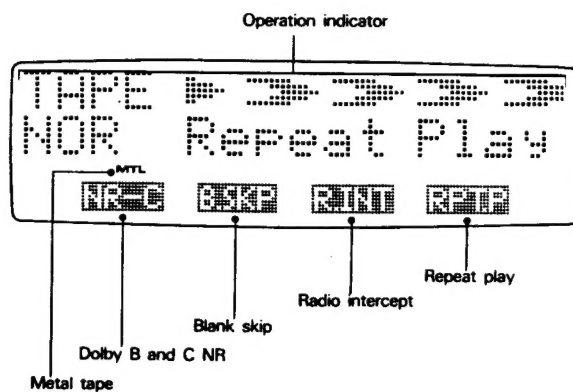 Operation indicator
TAPE
NOR Repeat Play
MTL
NR-C B.SKP R.INT RPT.P
Repeat play
Radio intercept
Blank skip
Dolby B and C NR
Metal tape